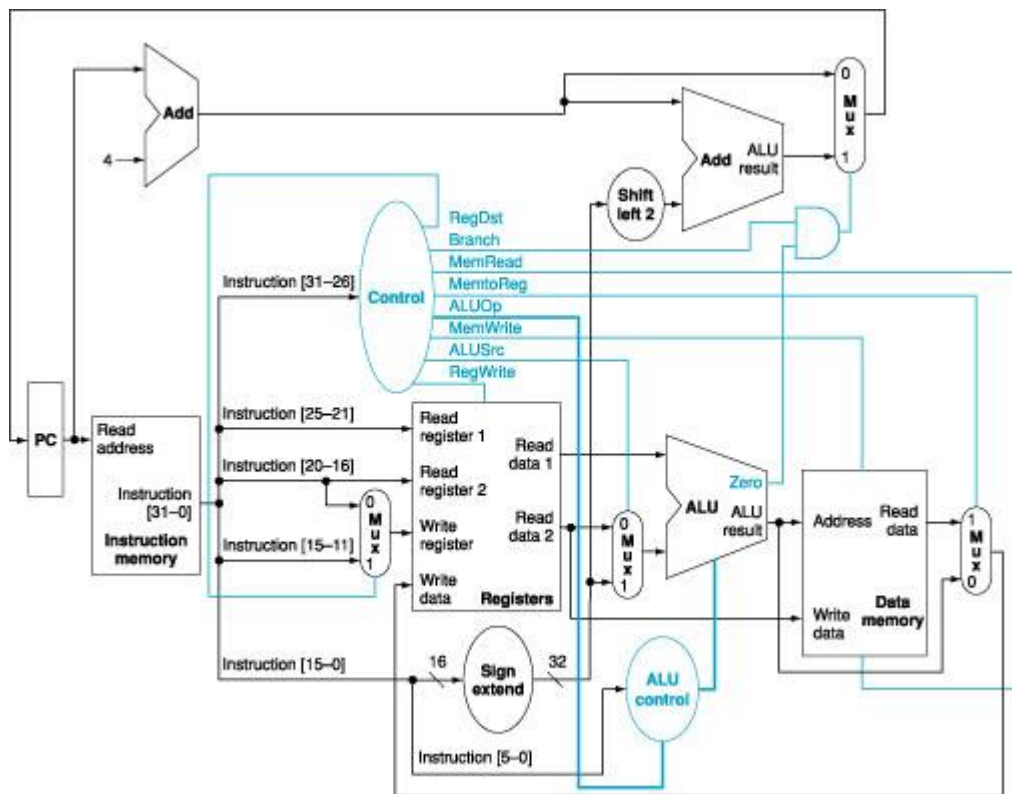 Add
4
0
Mux
1
Add
ALU
result
Shift
left 2
RegDst
Branch
MemRead
MemtoReg
ALUOp
MemWrite
ALUSrc
RegWrite
Control
Instruction [31–26]
Instruction [25–21]
Instruction [20–16]
Instruction [15–11]
Instruction [15–0]
Instruction [5–0]
PC
Read
address
Instruction
[31–0]
Instruction
memory
0
Mux
1
Read
register 1
Read
register 2
Write
register
Write
data
Read
data 1
Read
data 2
Registers
16
Sign
extend
32
0
Mux
1
Zero
ALU
ALU
result
ALU
control
Address
Read
data
Write
data
Data
memory
1
Mux
0